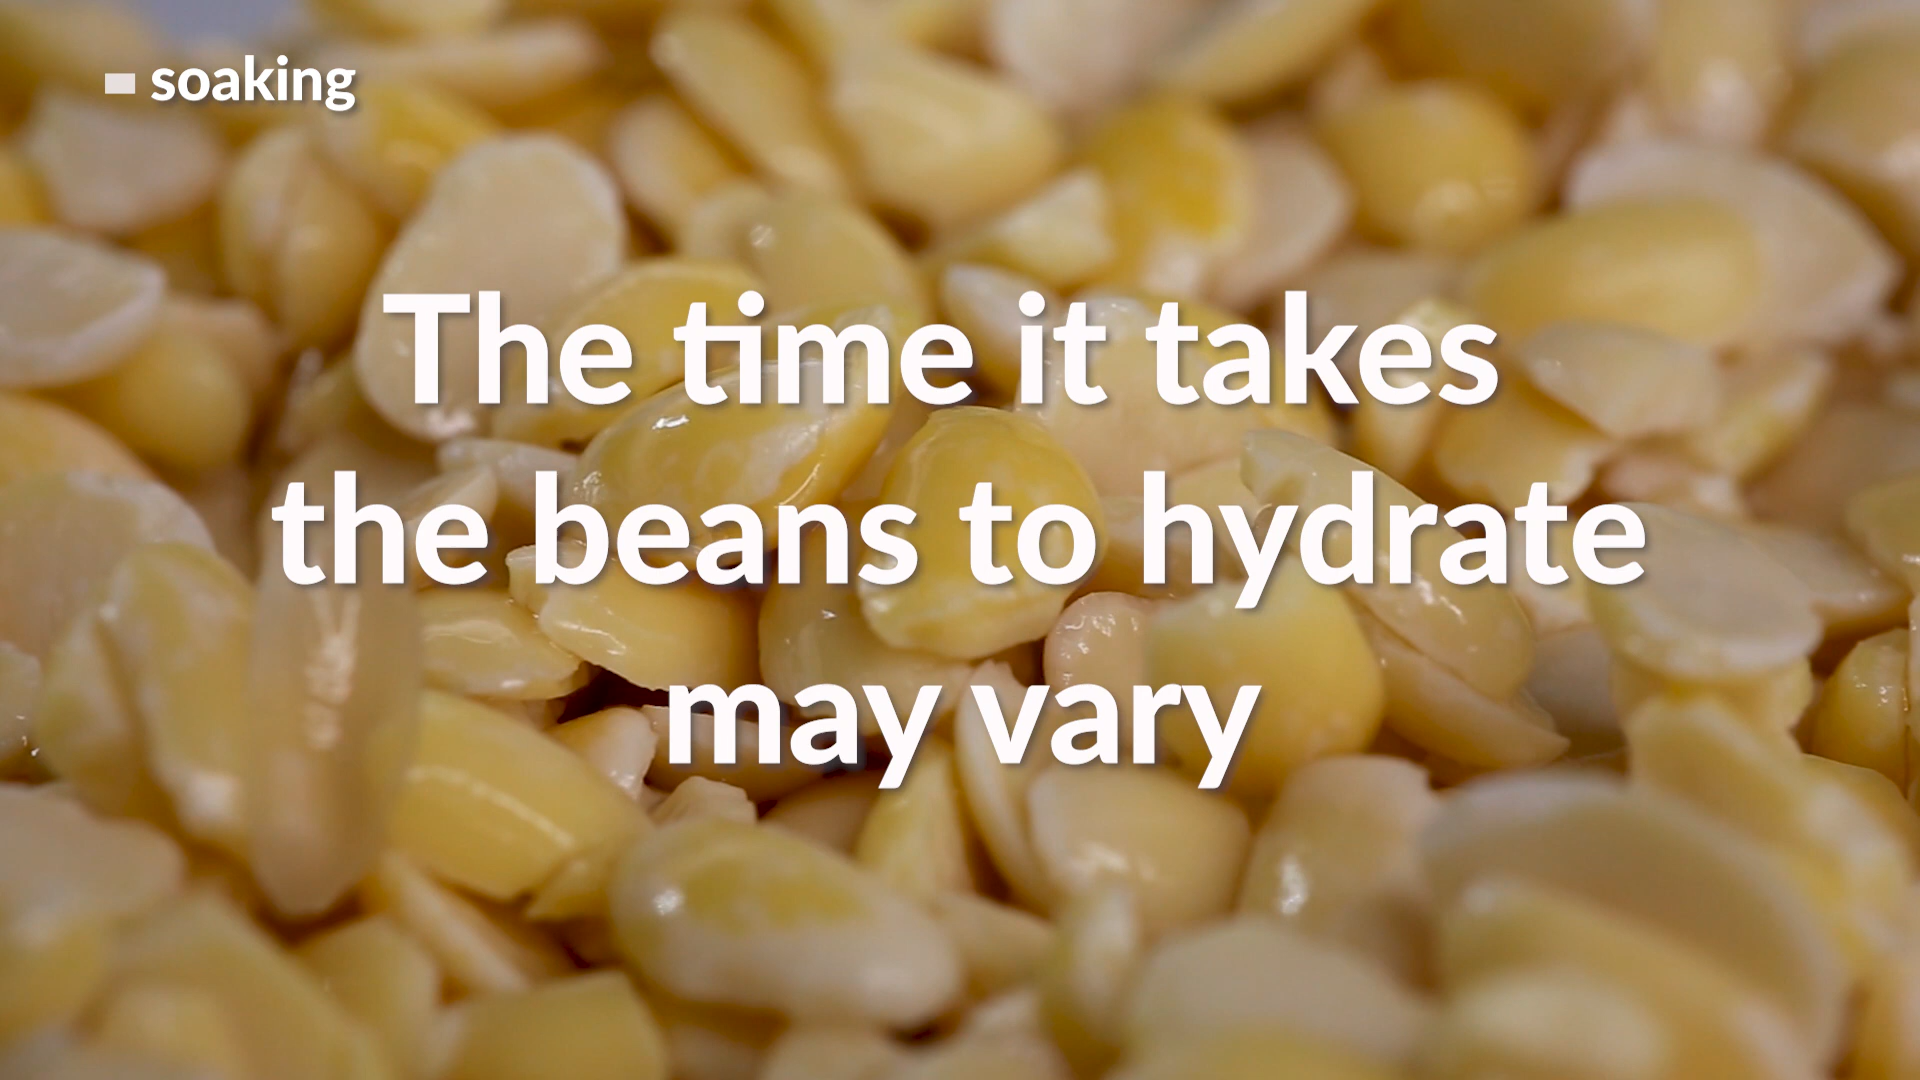 soaking
The time it takes
the beans to hydrate
may vary